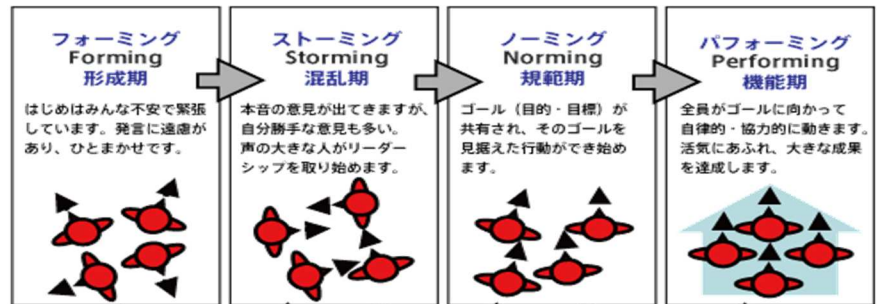 フォーミング
Forming
形成期
はじめはみんな不安で緊張
しています。発言に遠慮が
あり、ひとまかせです。
ストーミング
Storming
混乱期
本音の意見が出てきますが、
自分勝手な意見も多い。
声の大きな人がリーダー
シップを取り始めます。
ノーミング
Norming
規範期
ゴール（目的・目標）が
共有され、そのゴールを
見据えた行動ができ始め
ます。
パフォーミング
Performing
機能期
全員がゴールに向かって
自律的・協力的に動きます。
活気にあふれ、大きな成果
を達成します。